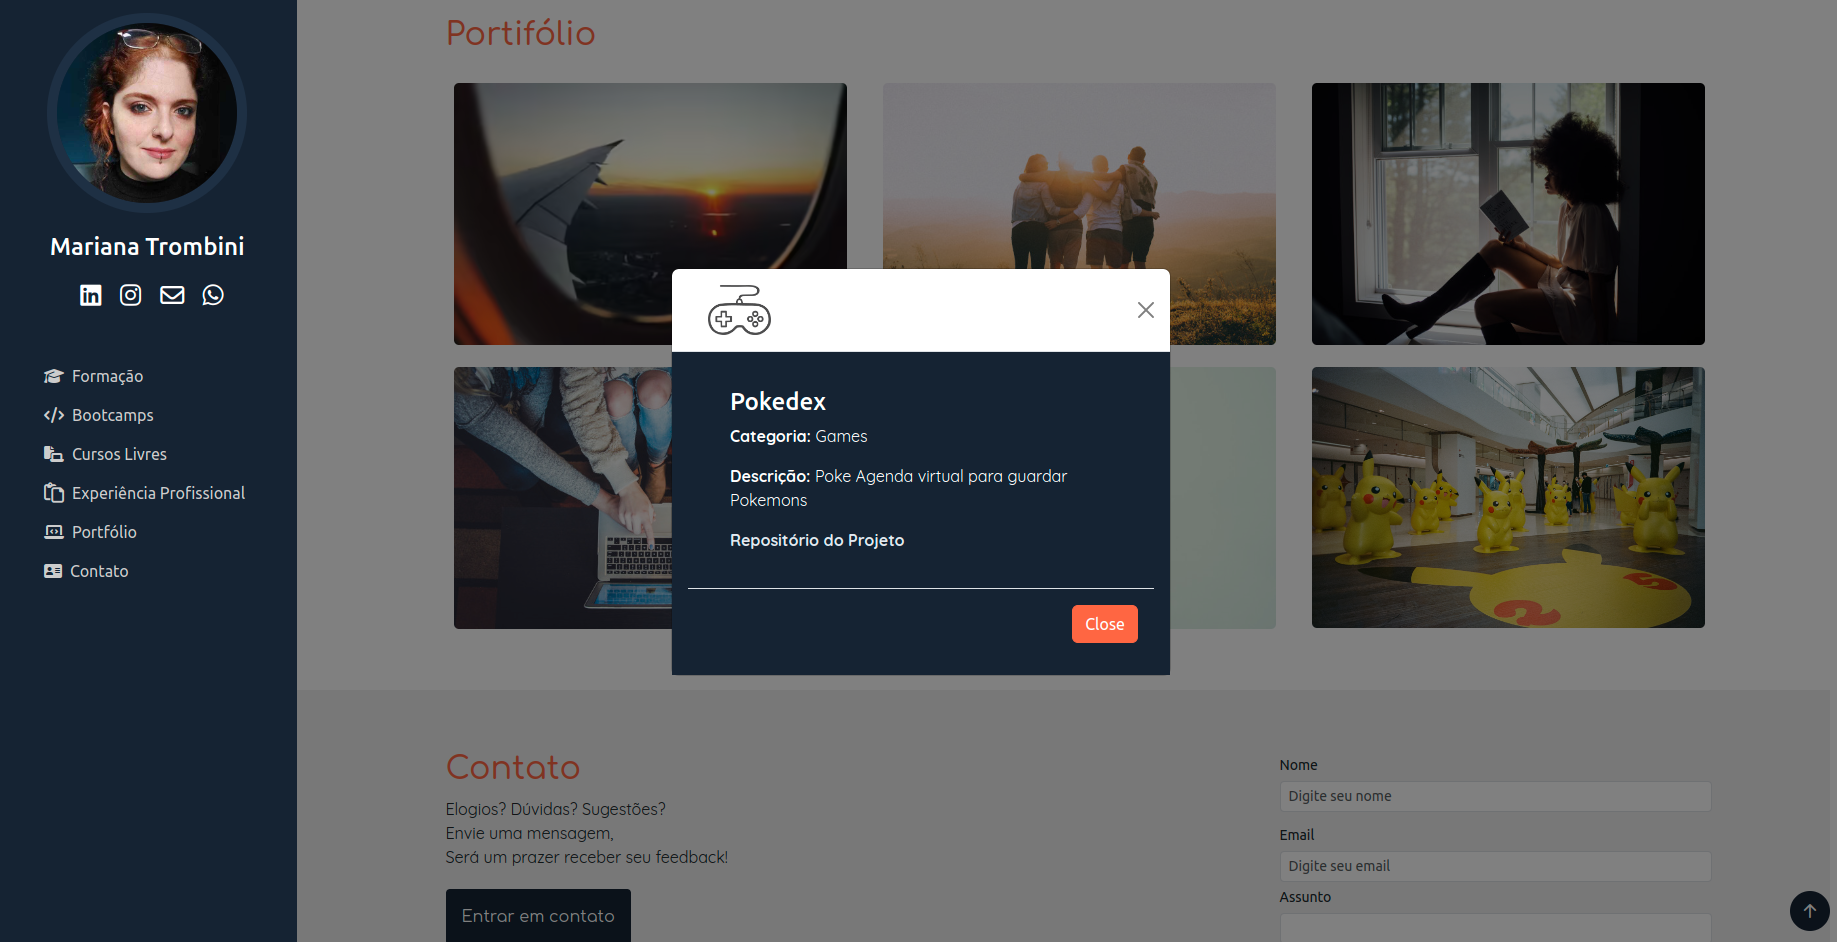 Mariana Trombini
Formação
Bootcamps
Cursos Livres
Experiência Profissional
Portfólio
Contato
Portifólio
Pokedex
Categoria: Games
Descrição: Poke Agenda virtual para guardar
Pokemons
Repositório do Projeto
Close
Contato
Elogios? Dúvidas? Sugestões?
Envie uma mensagem,
Será um prazer receber seu feedback!
Entrar em contato
Nome
Digite seu nome
Email
Digite seu email
Assunto